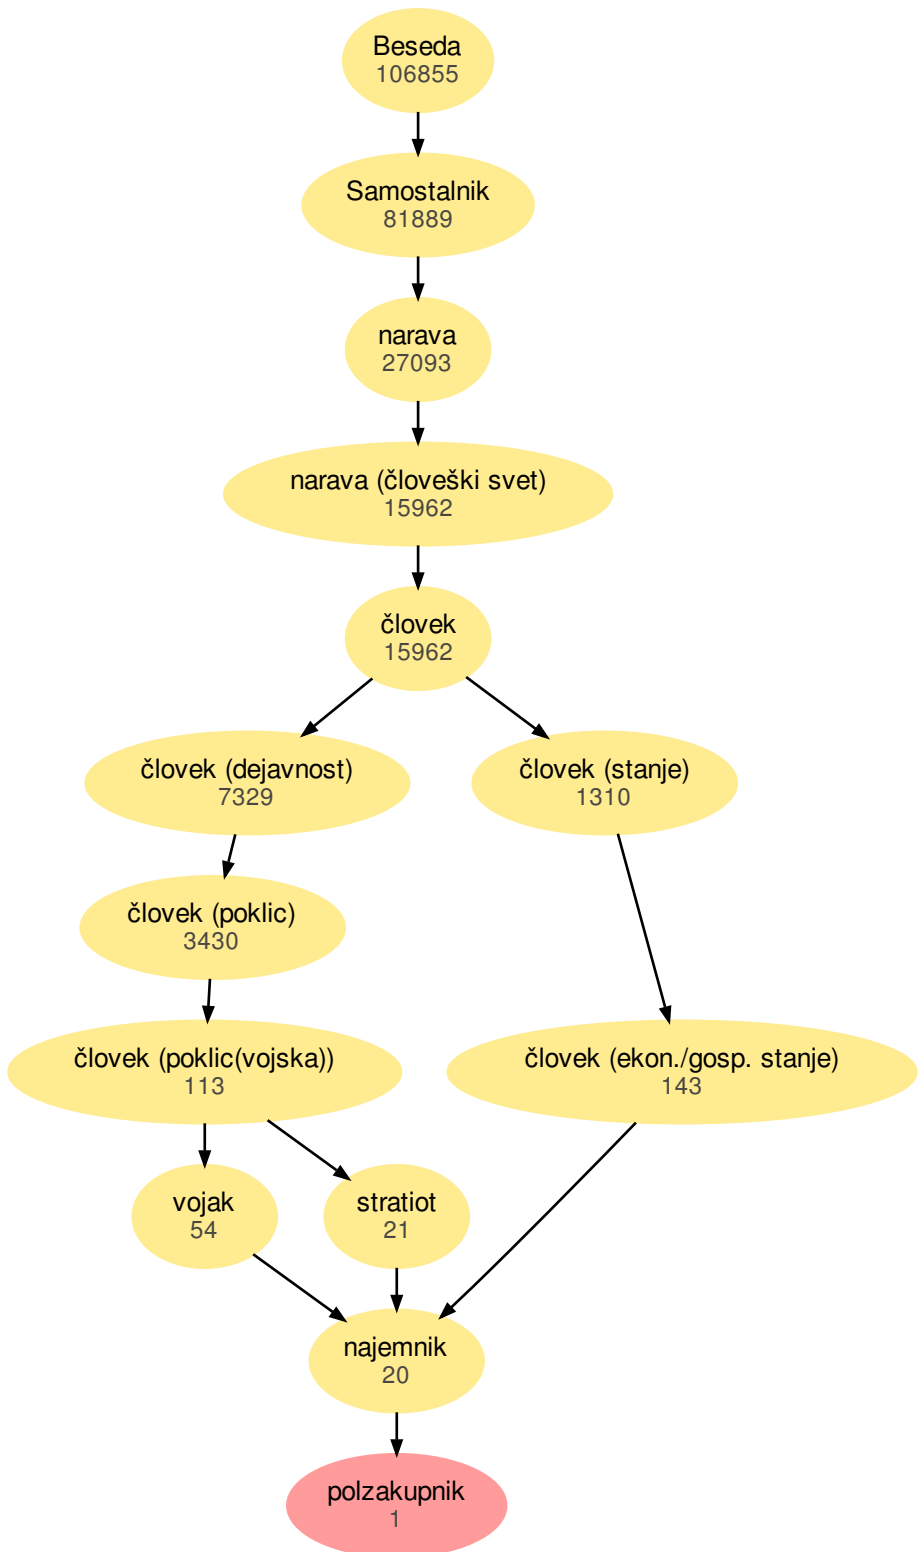 Beseda
106855
Samostalnik
81889
narava
27093
narava (človeški svet)
15962
človek
15962
človek (dejavnost)
7329
človek (stanje)
1310
človek (poklic)
3430
človek (poklic(vojska))
113
človek (ekon./gosp. stanje)
143
vojak
54
stratiot
21
najemnik
20
polzakupnik
1